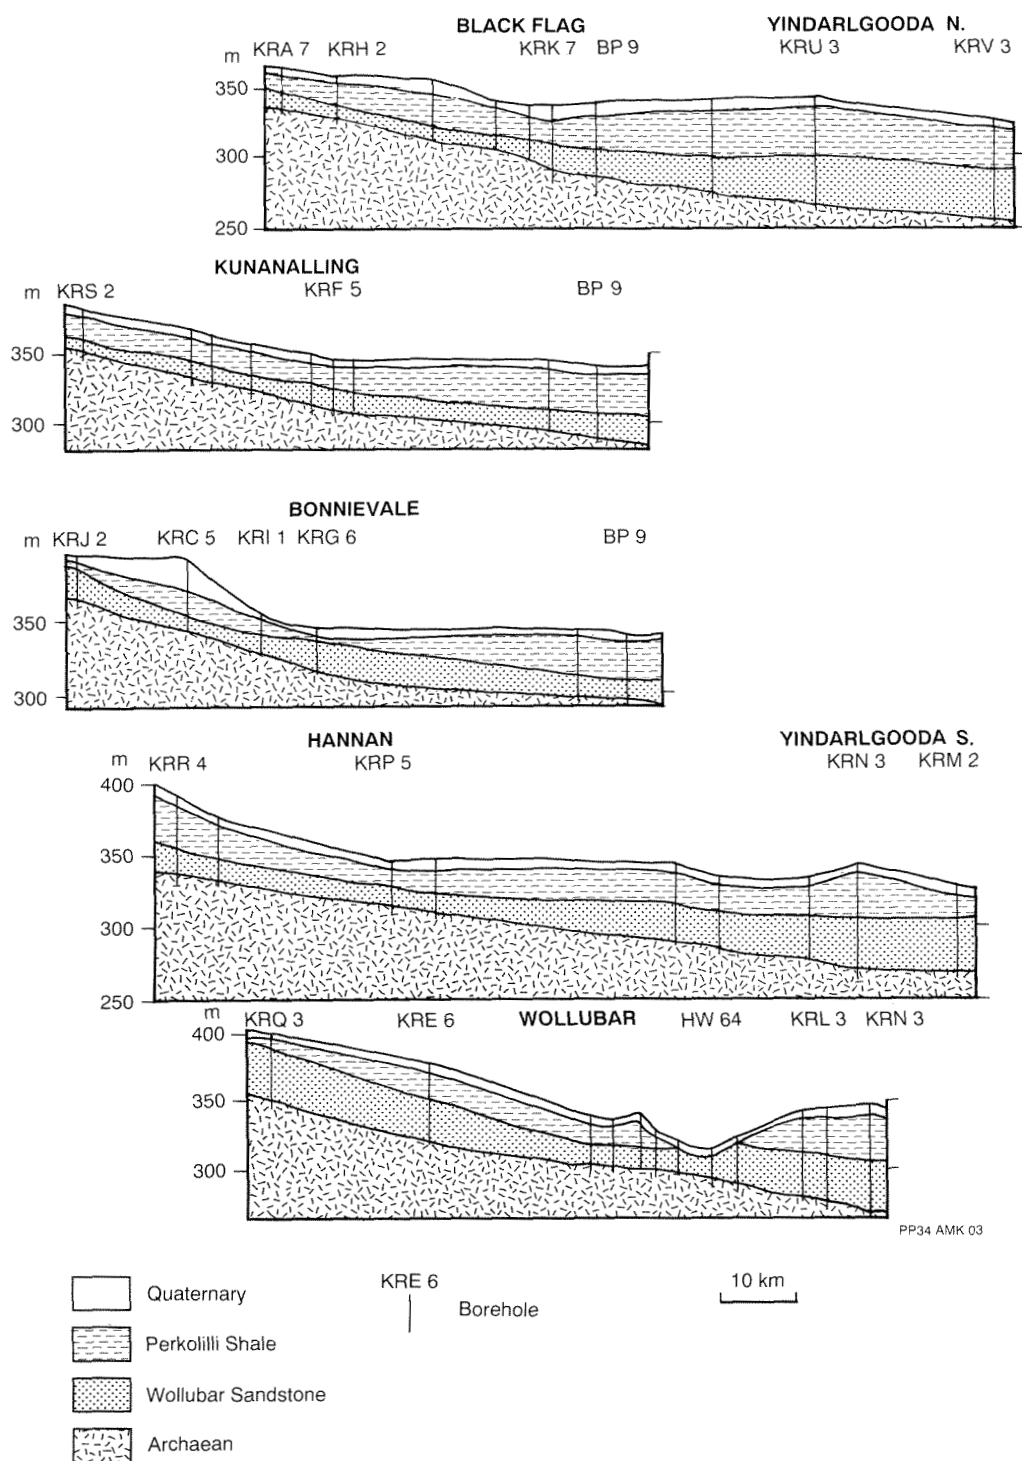 BLACK FLAG YINDARLGOODA N.
m KRA 7 KRH 2 KRK 7 BP 9 KRU 3 KRV 3
350
300
250
KUNANALLING
m KRS 2 KRF 5 BP 9
350
300
BONNIEVALE
m KRJ 2 KRC 5 KRI 1 KRG 6 BP 9
350
300
HANNAN YINDARLGOODA S.
m KRR 4 KRP 5 KRN 3 KRM 2
400
350
300
250
m KRQ 3 KRE 6 WOLLUBAR HW 64 KRL 3 KRN 3
400
350
300
PP34 AMK 03
KRE 6 10 km
Quaternary Borehole
Perkolilli Shale
Wollubar Sandstone
Archaean